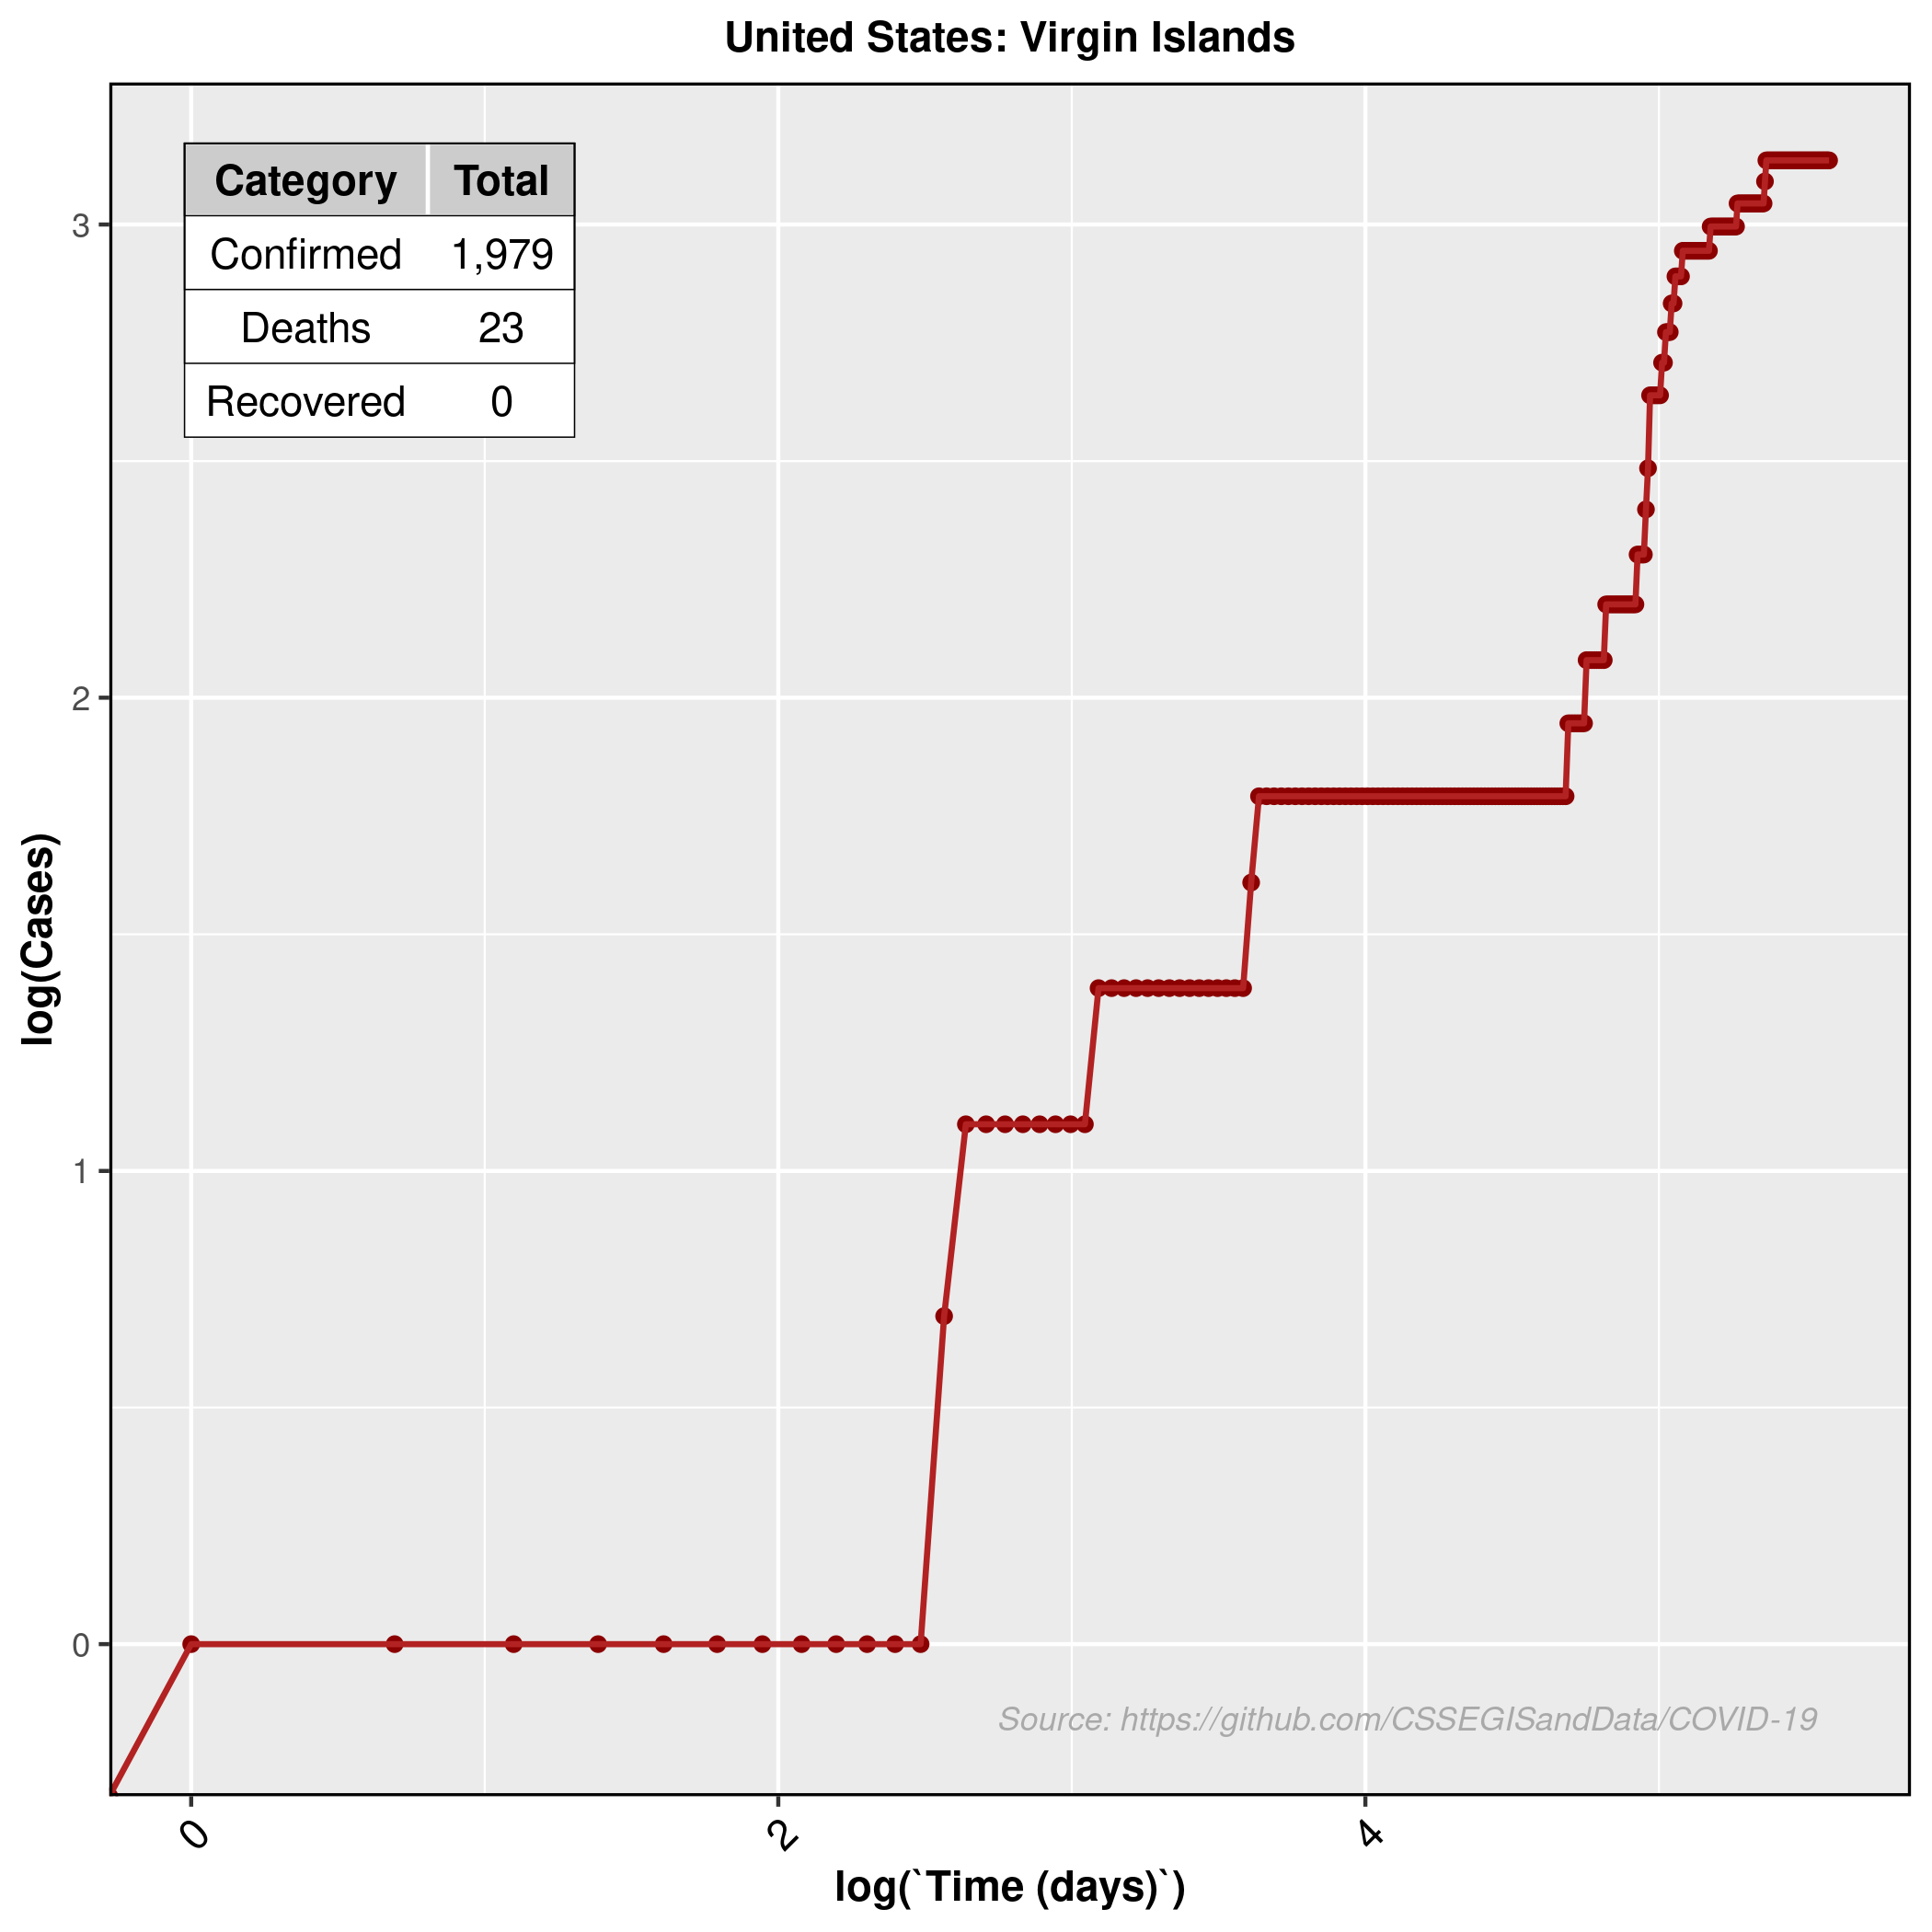 United States: Virgin Islands
Category Total
Confirmed 1,979
Deaths 23
Recovered 0
3
2
1
0
log(Cases)
Source: https://github.com/CSSEGISandData/COVID-19
0 2 4
log(`Time (days)`)